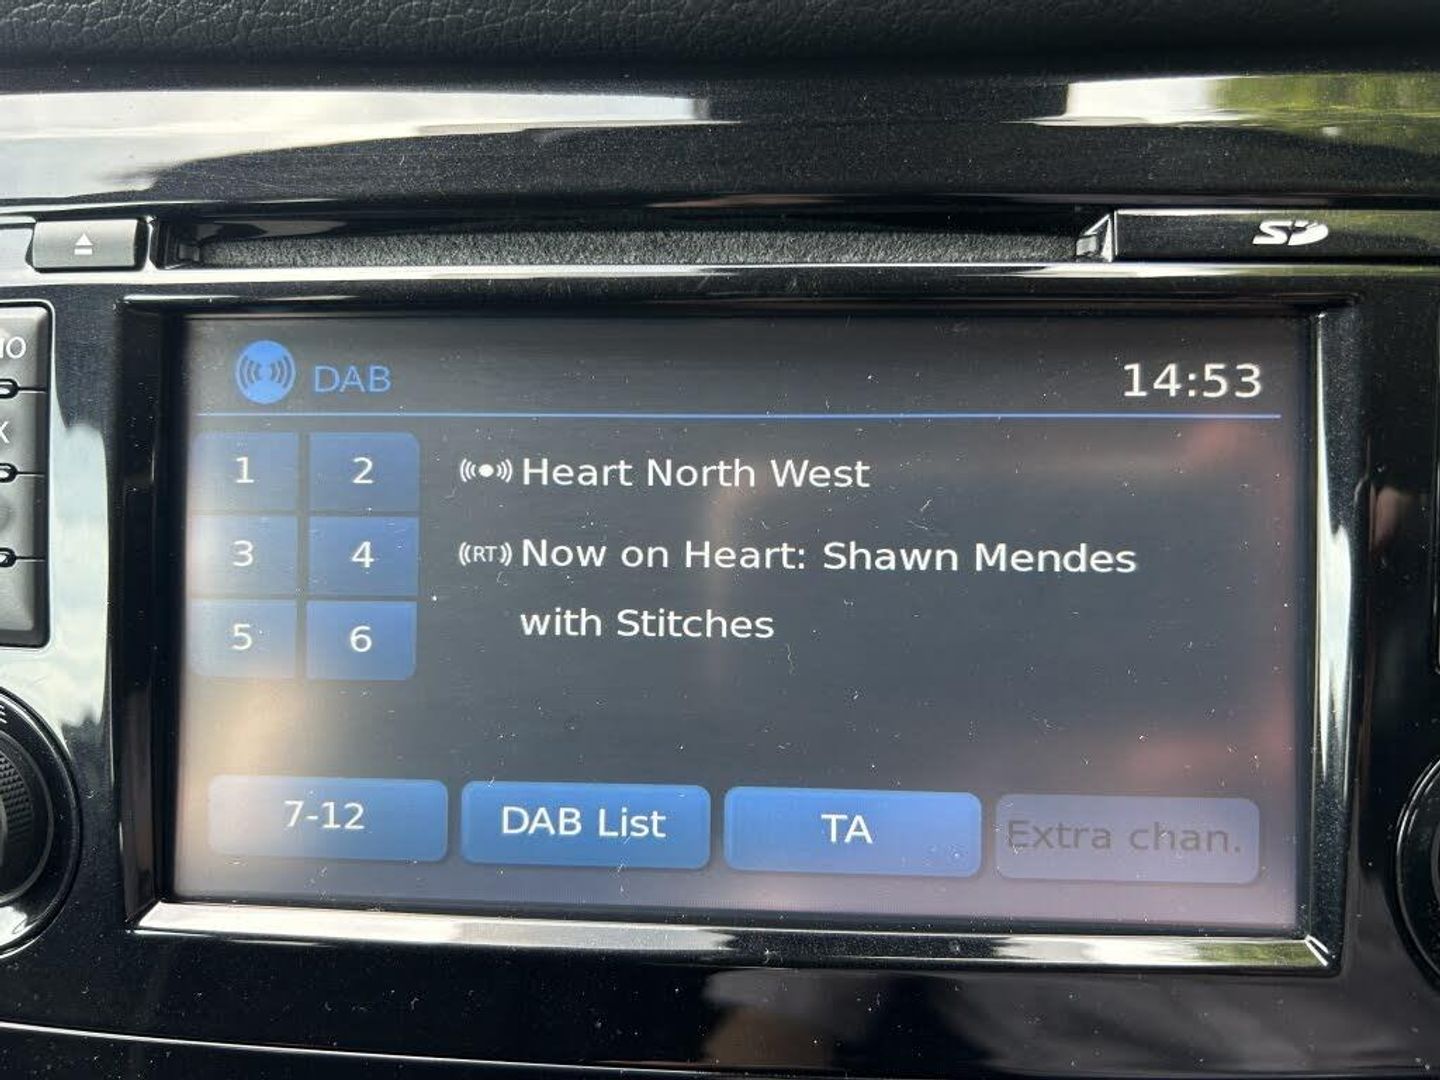 SD
DAB
14:53
1 2
3 4
5 6
Heart North West
RT Now on Heart: Shawn Mendes
with Stitches
7-12 DAB List TA Extra chan.